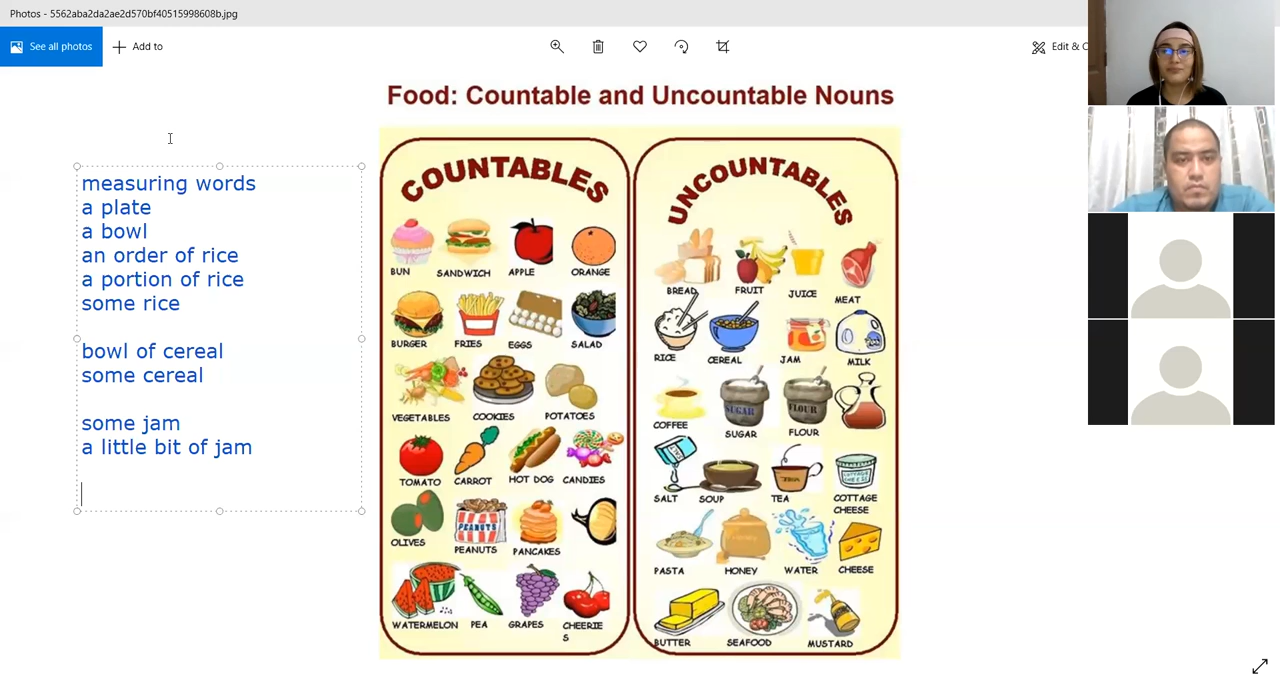 Photos - 5562aba2da2ae2d570bf40515998608b.jpg
See all photos
Add to
Edit & C
Food: Countable and Uncountable Nouns
measuring words
a plate
a bowl
an order of rice
a portion of rice
some rice
bowl of cereal
some cereal
some jam
a little bit of jam
COUNTABLES
BUN SANDWICH APPLE ORANGE
BURGER FRIES EGGS SALAD
VEGETABLES COOKIES POTATOES
TOMATO CARROT HOT DOG CANDIES
OLIVES PEANUTS PANCAKES
PEANUTS
WATERMELON PEA GRAPES CHEERIE
S
UNCOUNTABLES
BREAD FRUIT JUICE MEAT
RICE CEREAL JAM MILK
COFFEE SUGAR FLOUR
SUGAR FLOUR
SALT SOUP TEA COTTAGE
CHEESE
PASTA HONEY WATER CHEESE
BUTTER SEAFOOD MUSTARD